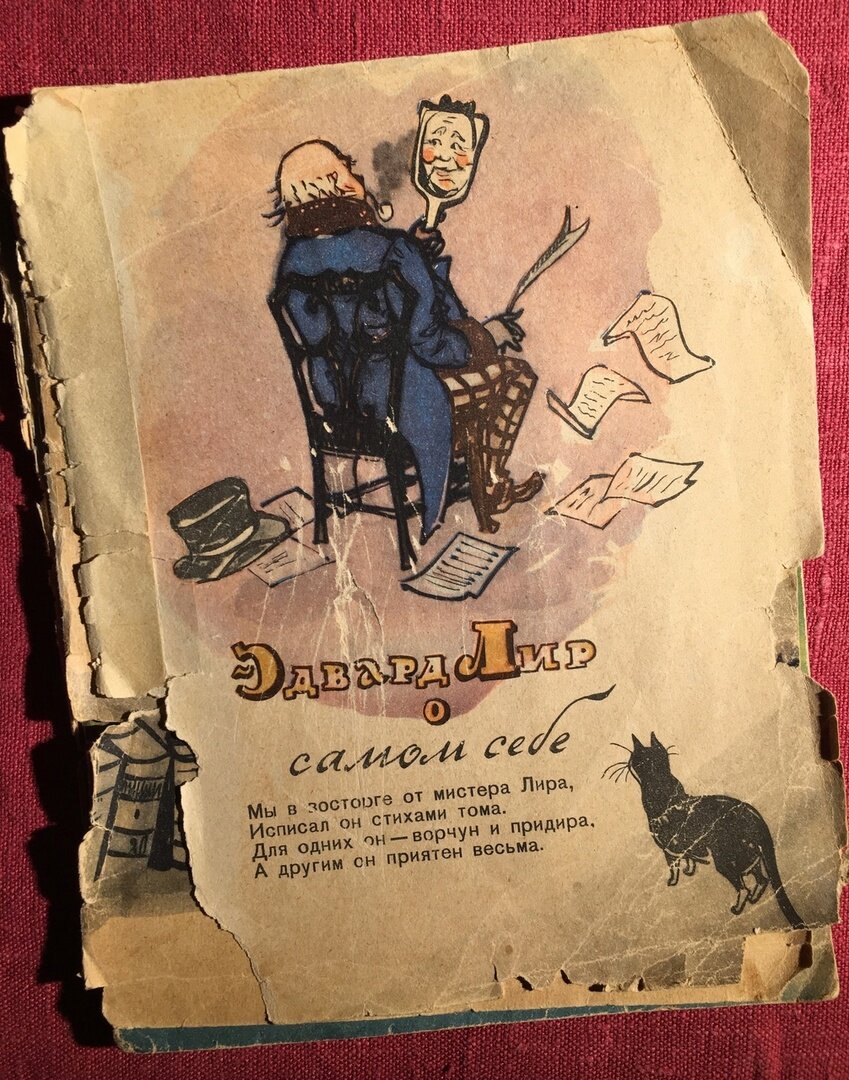 Эдвард Лир
о
самом себе
Мы в восторге от мистера Лира,
Исписал он стихами тома.
Для одних он — ворчун и придира,
А другим он приятен весьма.